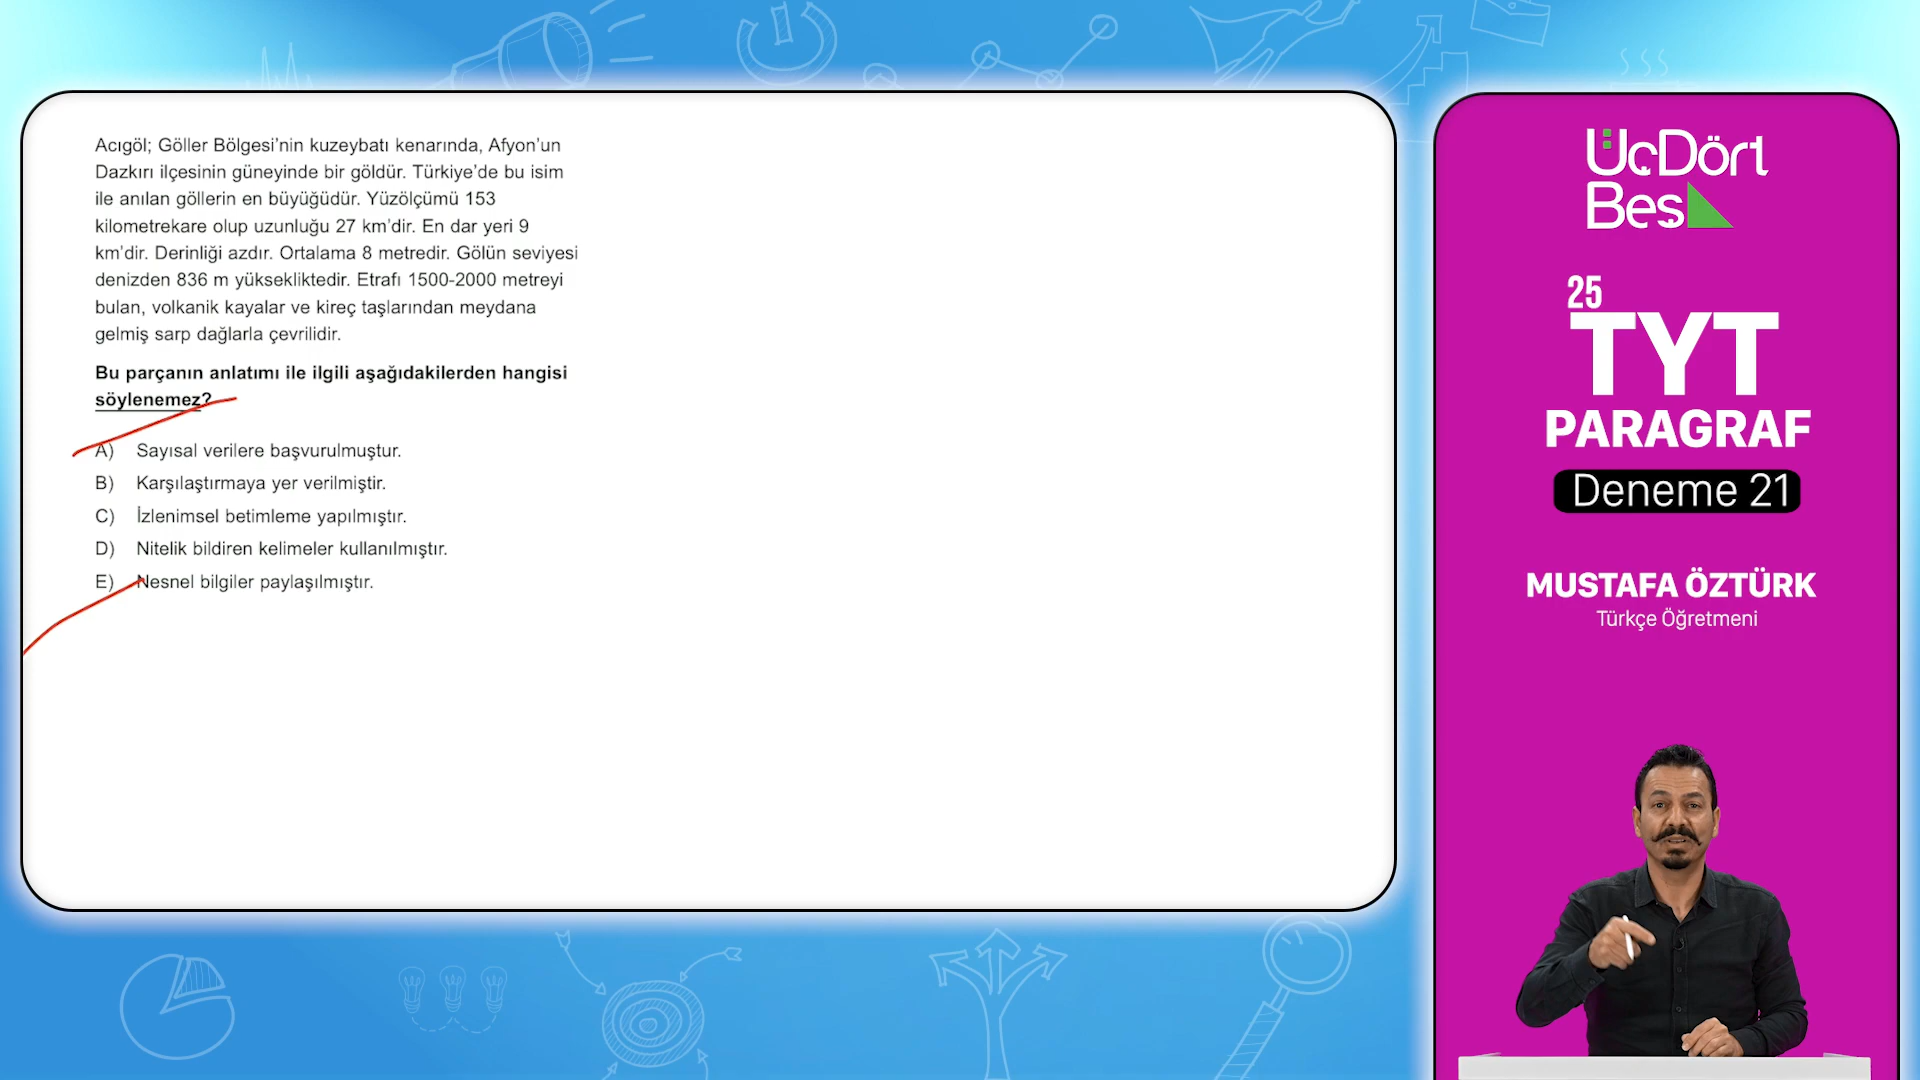 Acıgöl; Göller Bölgesi’nin kuzeybatı kenarında, Afyon’un
Dazkırı ilçesinin güneyinde bir göldür. Türkiye’de bu isim
ile anılan göllerin en büyüğüdür. Yüzölçümü 153
kilometrekare olup uzunluğu 27 km’dir. En dar yeri 9
km’dir. Derinliği azdır. Ortalama 8 metredir. Gölün seviyesi
denizden 836 m yüksekliktedir. Etrafı 1500-2000 metreyi
bulan, volkanik kayalar ve kireç taşlarından meydana
gelmiş sarp dağlarla çevrilidir.
Bu parçanın anlatımı ile ilgili aşağıdakilerden hangisi
söylenemez?
A) Sayısal verilere başvurulmuştur.
B) Karşılaştırmaya yer verilmiştir.
C) İzlenimsel betimleme yapılmıştır.
D) Nitelik bildiren kelimeler kullanılmıştır.
E) Nesnel bilgiler paylaşılmıştır.
ÜçDört
Beş
25
TYT
PARAGRAF
Deneme 21
MUSTAFA ÖZTÜRK
Türkçe Öğretmeni